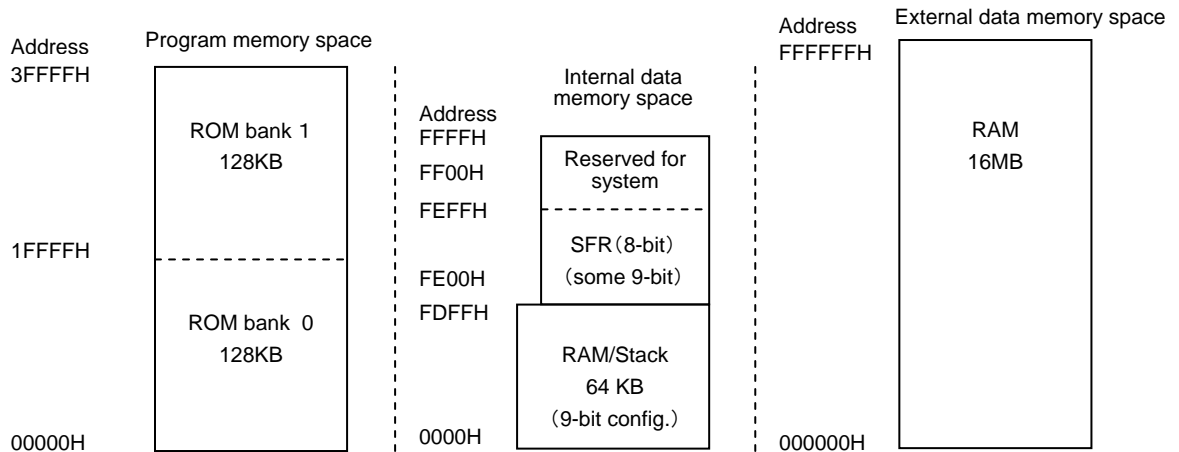 Program memory space
Address
3FFFFH
ROM bank 1
128KB
1FFFFH
ROM bank 0
128KB
00000H
Internal data
memory space
Address
FFFFH
Reserved for
system
FF00H
FEFFH
SFR（8-bit）
（some 9-bit）
FE00H
FDFFH
RAM/Stack
64 KB
（9-bit config.）
0000H
External data memory space
Address
FFFFFFH
RAM
16MB
000000H